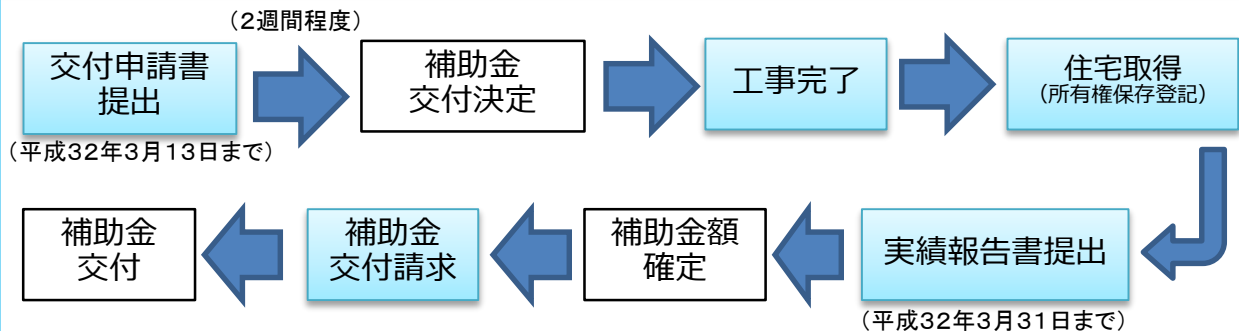 （２週間程度）
交付申請書
提出
（平成３２年３月１３日まで）
補助金
交付決定
工事完了
住宅取得
（所有権保存登記）
実績報告書提出
（平成３２年３月３１日まで）
補助金額
確定
補助金
交付請求
補助金
交付